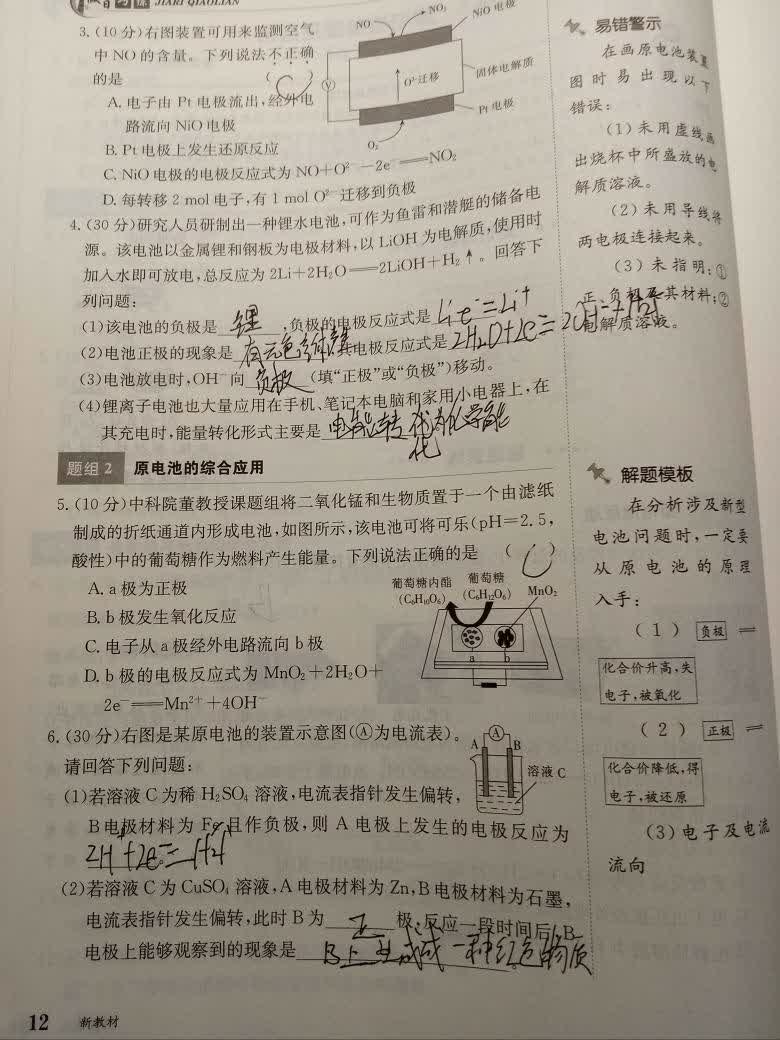 JIARI QIAOLIAN
3.(10分)右图装置可用来监测空气
中NO的含量。下列说法不正确
的是 ( C )
A.电子由Pt电极流出,经外电
路流向NiO电极
B.Pt电极上发生还原反应
C.NiO电极的电极反应式为NO+O²⁻-2e⁻══NO₂
D.每转移2 mol电子,有1 mol O²⁻迁移到负极
NO
NO₂
NiO电极
O²⁻迁移
固体电解质
V
Pt电极
O₂
4.(30分)研究人员研制出一种锂水电池,可作为鱼雷和潜艇的储备电
源。该电池以金属锂和钢板为电极材料,以LiOH为电解质,使用时
加入水即可放电,总反应为2Li+2H₂O══2LiOH+H₂↑。回答下
列问题:
(1)该电池的负极是 锂 ,负极的电极反应式是 Li-e⁻=Li⁺
(2)电池正极的现象是 有无色 其电极反应式是 2H₂O+2e⁻=2OH⁻+H₂↑
(3)电池放电时,OH⁻向 负极 (填“正极”或“负极”)移动。
(4)锂离子电池也大量应用在手机、笔记本电脑和家用小电器上,在
其充电时,能量转化形式主要是 电能转化为化学能
题组2 原电池的综合应用
5.(10分)中科院董教授课题组将二氧化锰和生物质置于一个由滤纸
制成的折纸通道内形成电池,如图所示,该电池可将可乐(pH=2.5,
酸性)中的葡萄糖作为燃料产生能量。下列说法正确的是 ( C )
A. a极为正极
B. b极发生氧化反应
C. 电子从a极经外电路流向b极
D. b极的电极反应式为MnO₂+2H₂O+
2e⁻══Mn²⁺+4OH⁻
葡萄糖内酯 葡萄糖
(C₆H₁₀O₆) (C₆H₁₂O₆) MnO₂
a b
6.(30分)右图是某原电池的装置示意图(Ⓐ为电流表)。
请回答下列问题:
A A B
溶液C
(1)若溶液C为稀H₂SO₄溶液,电流表指针发生偏转,
B电极材料为Fe且作负极,则A电极上发生的电极反应为
2H⁺+2e⁻=H₂↑
(2)若溶液C为CuSO₄溶液,A电极材料为Zn,B电极材料为石墨,
电流表指针发生偏转,此时B为 正 极;反应一段时间后,B
电极上能够观察到的现象是 B上生成 一种红色物质
12 新教材
易错警示
在画原电池装置
图时易出现以下
错误:
(1)未用虚线画
出烧杯中所盛放的电
解质溶液。
(2)未用导线将
两电极连接起来。
(3)未指明:①
正、负极及其材料;②
电解质溶液。
解题模板
在分析涉及新型
电池问题时,一定要
从原电池的原理
入手:
(1) 负极 ═
化合价升高,失
电子,被氧化
(2) 正极 ═
化合价降低,得
电子,被还原
(3)电子及电流
流向